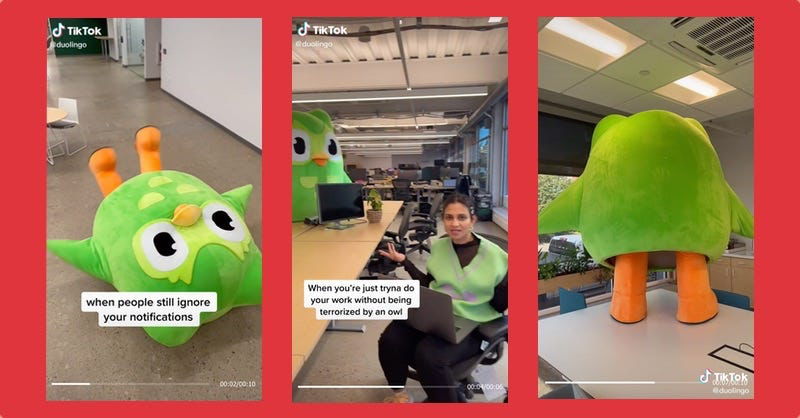 TikTok
@duolingo
when people still ignore
your notifications
00:02/00:10
TikTok
@duolingo
When you're just tryna do
your work without being
terrorized by an owl
00:04/00:06
TikTok
@duolingo